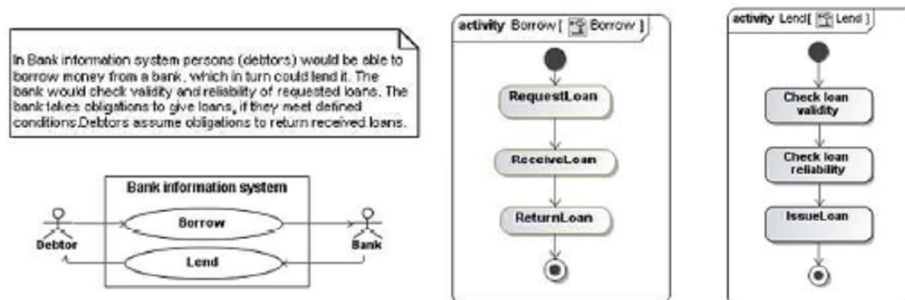 In Bank information system persons (debtors) would be able to
borrow money from a bank, which in turn could lend it. The
bank would check validity and reliability of requested loans. The
bank takes obligations to give loans, if they meet defined
conditions.Debtors assume obligations to return received loans.
Bank information system
Borrow
Debtor
Bank
Lend
activity Borrow [ Borrow ]
RequestLoan
ReceiveLoan
ReturnLoan
activity Lend[ Lend ]
Check loan
validity
Check loan
reliability
IssueLoan